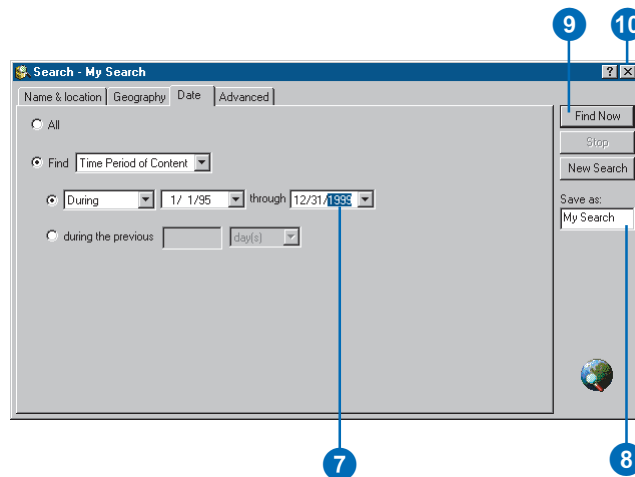 9 10
Search - My Search
Name & location Geography Date Advanced
All
Find Time Period of Content
During 1/ 1/95 through 12/31/1999
during the previous day(s)
Find Now
Stop
New Search
Save as:
My Search
7 8